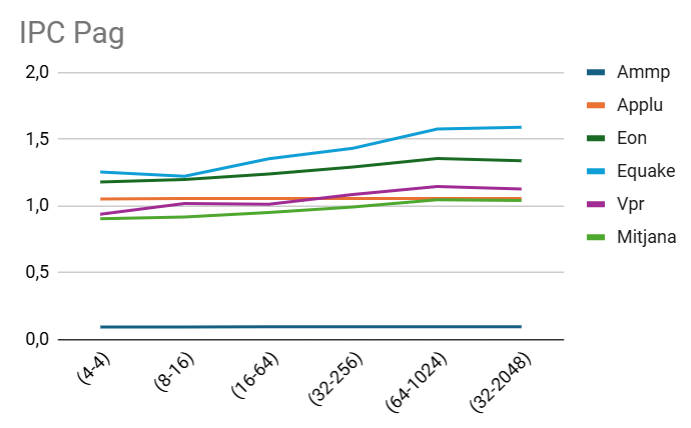 IPC Pag
2,0
1,5
1,0
0,5
0,0
(4-4)
(8-16)
(16-64)
(32-256)
(64-1024)
(32-2048)
Ammp
Applu
Eon
Equake
Vpr
Mitjana